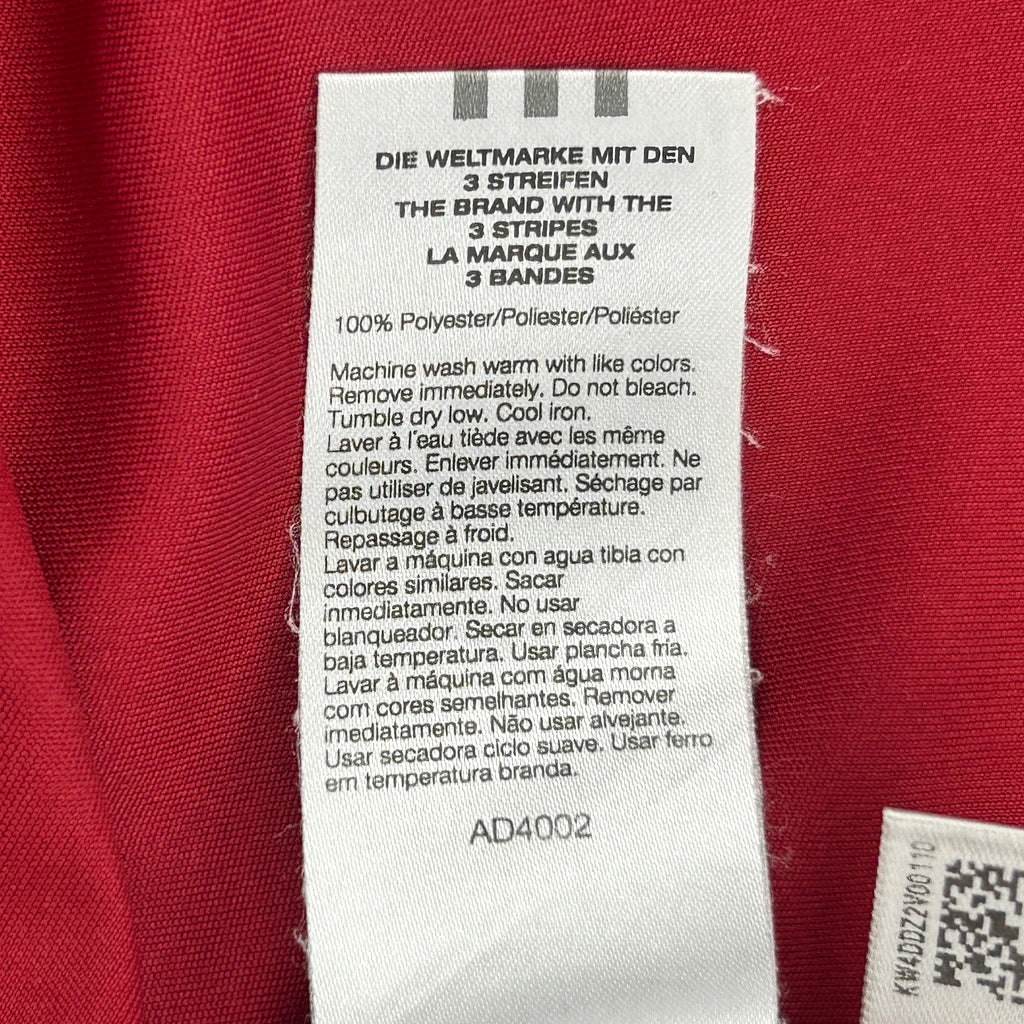 DIE WELTMARKE MIT DEN
3 STREIFEN
THE BRAND WITH THE
3 STRIPES
LA MARQUE AUX
3 BANDES
100% Polyester/Poliester/Poliéster
Machine wash warm with like colors.
Remove immediately. Do not bleach.
Tumble dry low. Cool iron.
Laver à l'eau tiède avec les même
couleurs. Enlever immédiatement. Ne
pas utiliser de javelisant. Séchage par
culbutage à basse température.
Repassage à froid.
Lavar a máquina con agua tibla con
colores similares. Sacar
inmediatamente. No usar
blanqueador. Secar en secadora a
baja temperatura. Usar plancha fria.
Lavar à máquina com água morna
com cores semelhantes. Remover
imediatamente. Não usar alvejante.
Usar secadora ciclo suave. Usar ferro
em temperatura branda.
AD4002
KW4DDZ2V00110